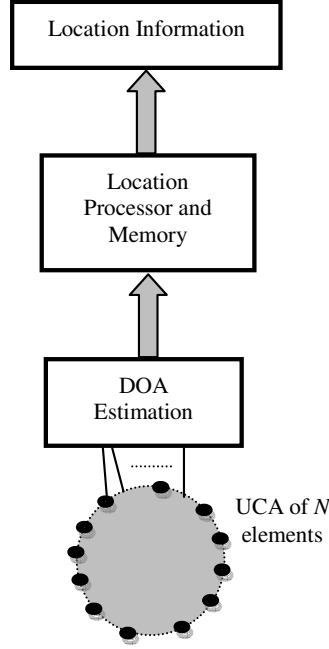 Location Information
Location
Processor and
Memory
DOA
Estimation
UCA of N
elements